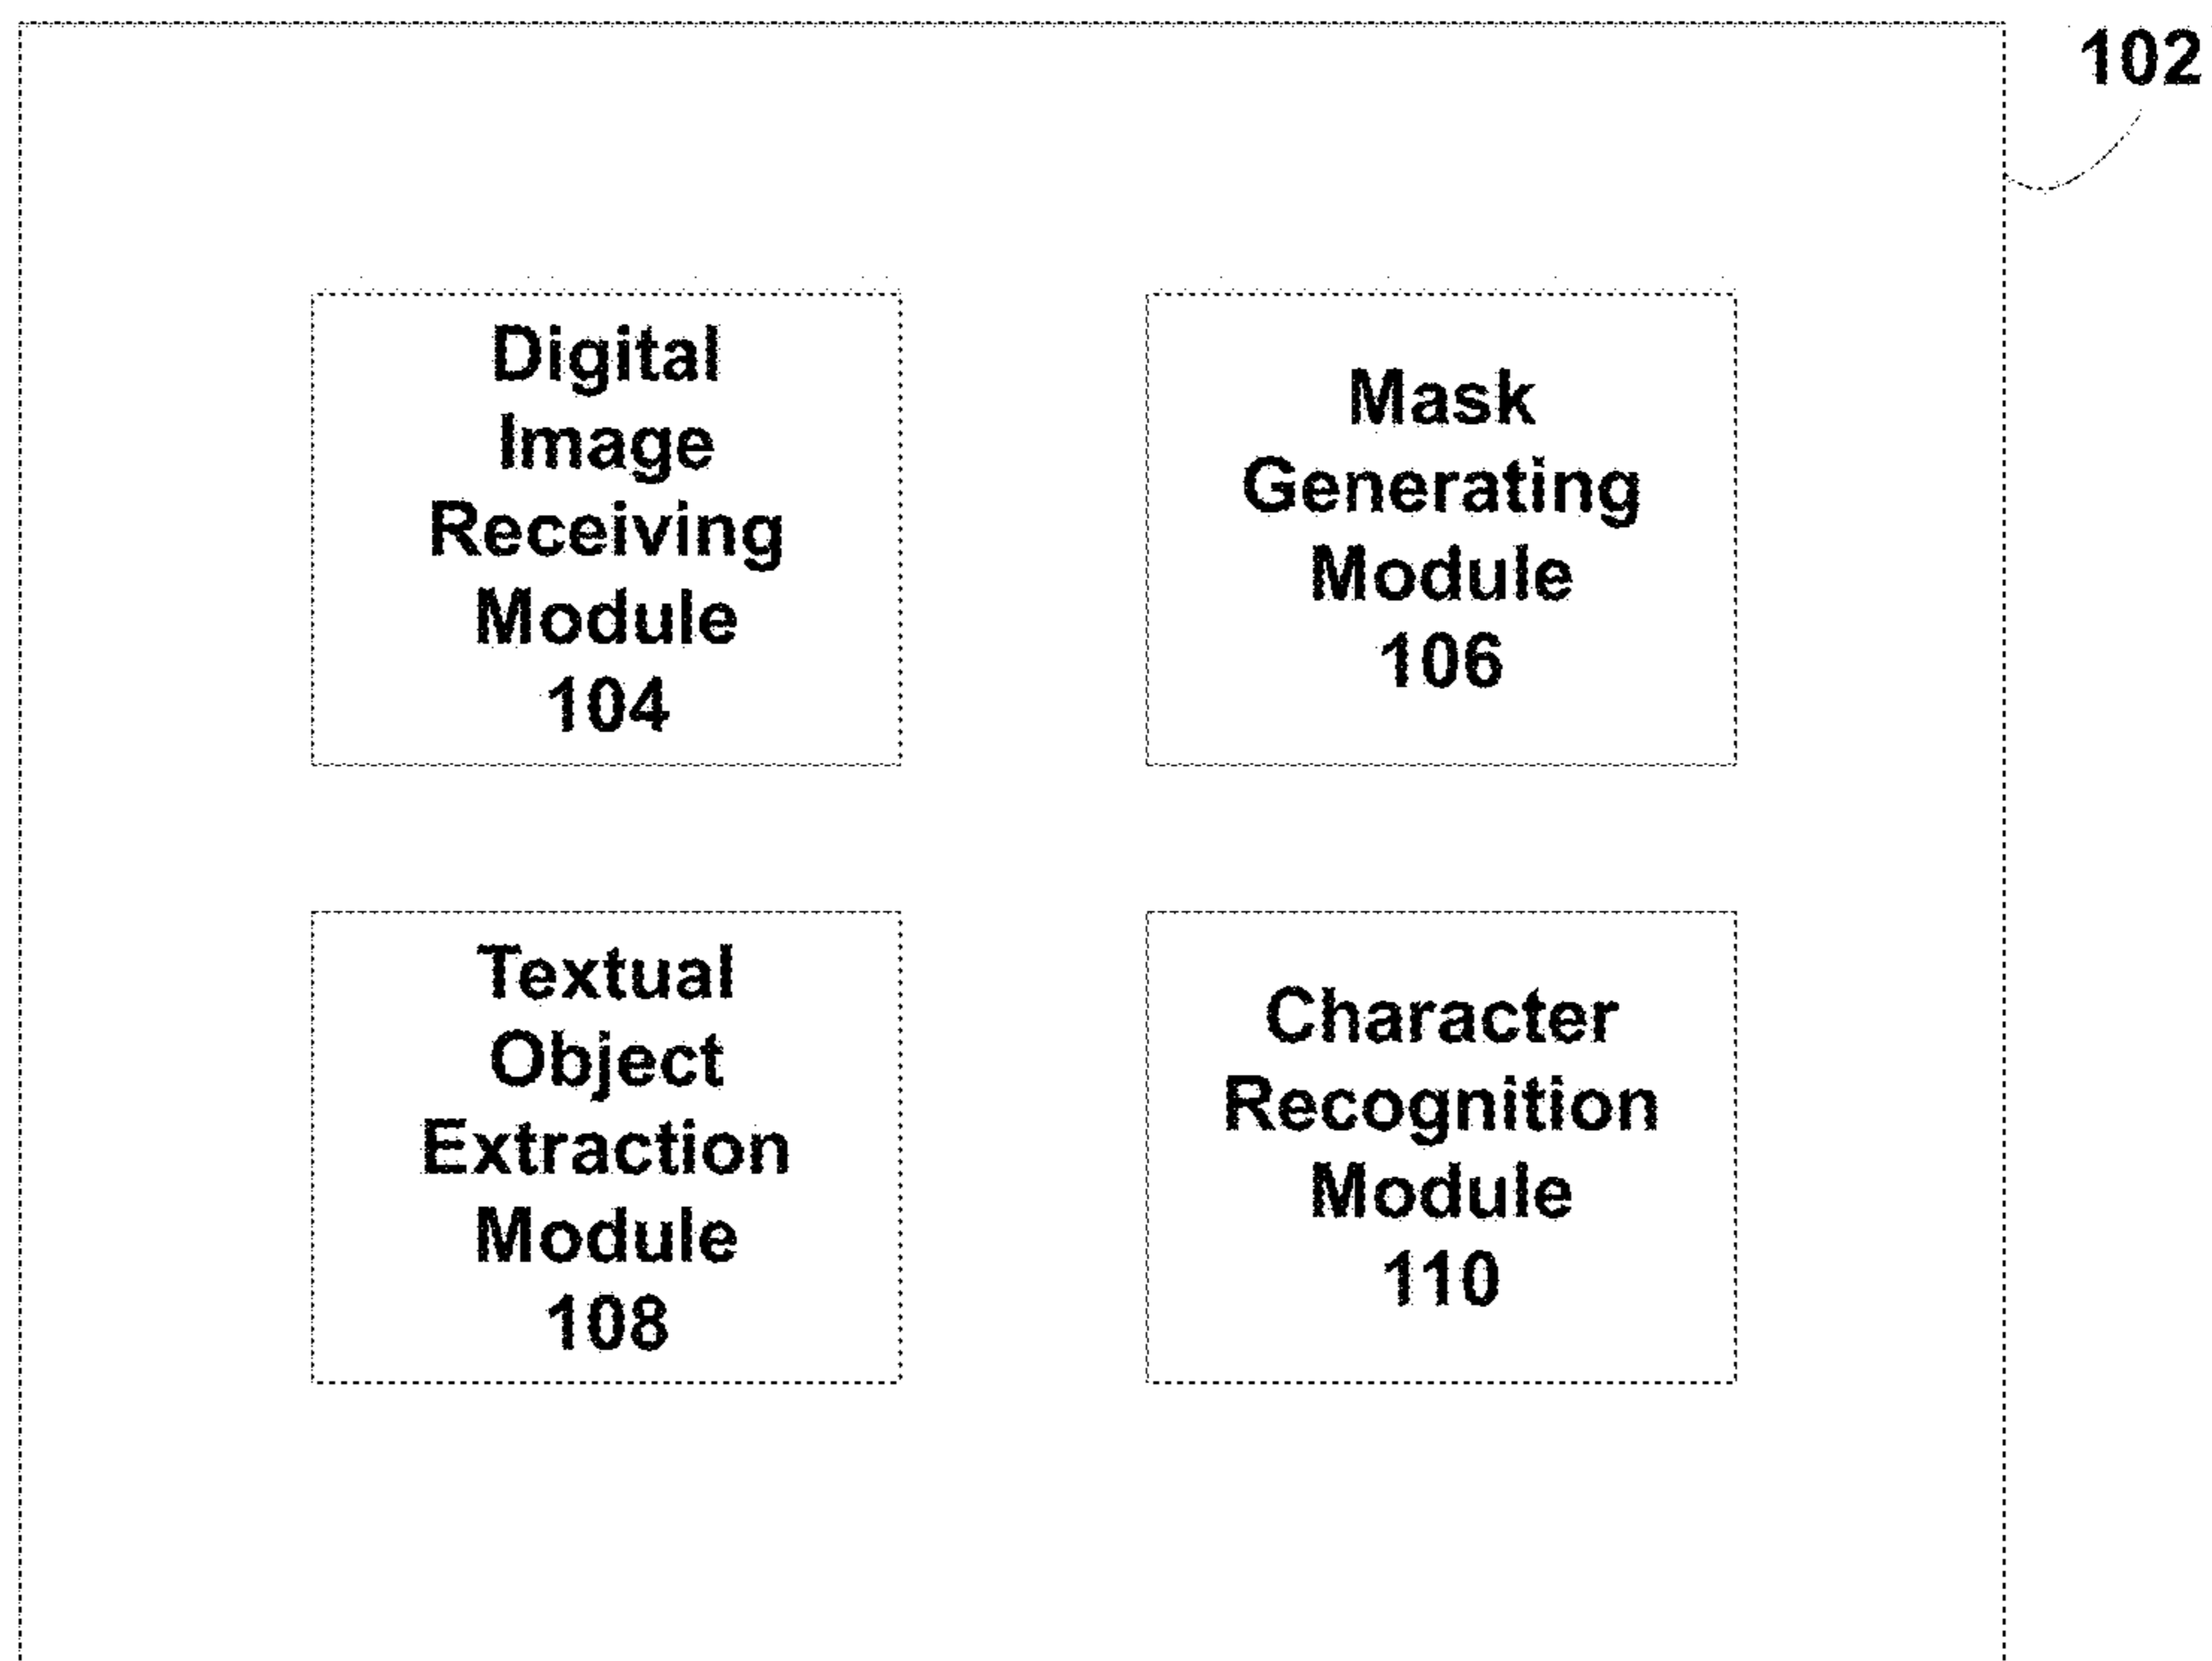 102
Digital
Image
Receiving
Module
104
Mask
Generating
Module
106
Textual
Object
Extraction
Module
108
Character
Recognition
Module
110